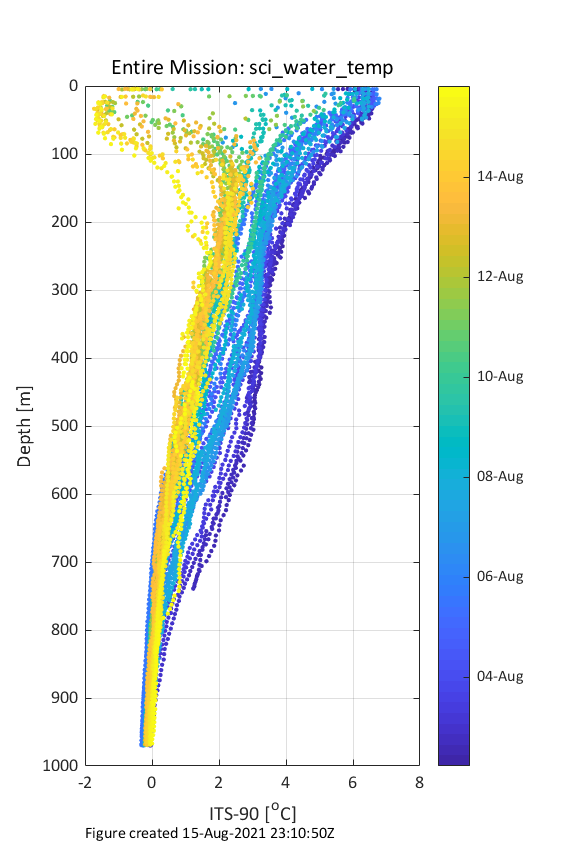 Entire Mission: sci_water_temp
0
100
200
300
400
500
600
700
800
900
1000
Depth [m]
-2
0
2
4
6
8
ITS-90 [°C]
14-Aug
12-Aug
10-Aug
08-Aug
06-Aug
04-Aug
Figure created 15-Aug-2021 23:10:50Z